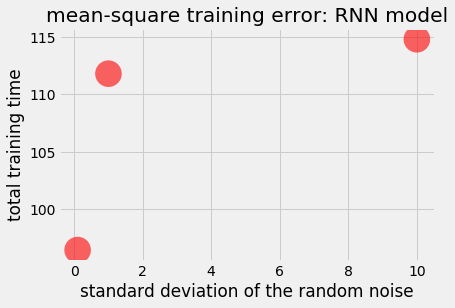 mean-square training error: RNN model
115
110
105
100
total training time
0 2 4 6 8 10
standard deviation of the random noise